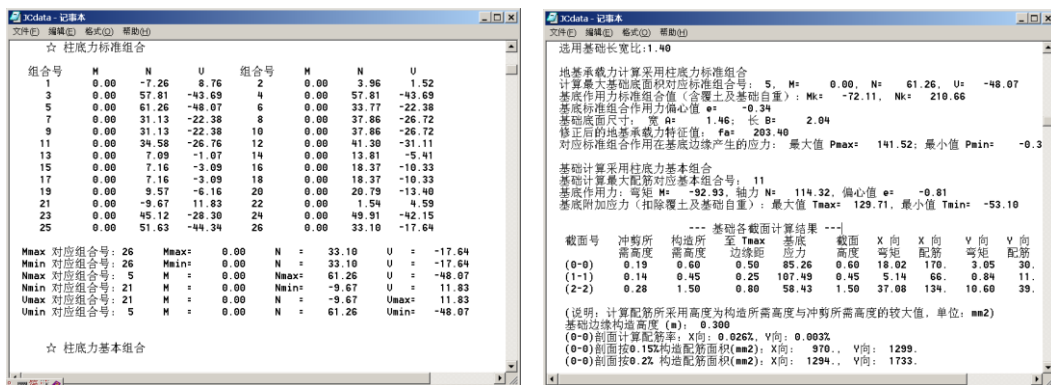 JCdata - 记事本
文件(F) 编辑(E) 格式(O) 帮助(H)
☆ 柱底力标准组合
组合号 M N V 组合号 M N V
1 0.00 -7.26 8.76 2 0.00 3.96 1.52
3 0.00 57.81 -43.69 4 0.00 57.81 -43.69
5 0.00 61.26 -48.07 6 0.00 33.77 -22.38
7 0.00 31.13 -22.38 8 0.00 37.86 -26.72
9 0.00 31.13 -22.38 10 0.00 37.86 -26.72
11 0.00 34.58 -26.76 12 0.00 41.30 -31.11
13 0.00 7.09 -1.07 14 0.00 13.81 -5.41
15 0.00 7.16 -3.09 16 0.00 18.37 -10.33
17 0.00 7.16 -3.09 18 0.00 18.37 -10.33
19 0.00 9.57 -6.16 20 0.00 20.79 -13.40
21 0.00 -9.67 11.83 22 0.00 1.54 4.59
23 0.00 45.12 -28.30 24 0.00 49.91 -42.15
25 0.00 51.63 -44.34 26 0.00 33.10 -17.64
Mmax 对应组合号: 26 Mmax= 0.00 N = 33.10 V = -17.64
Mmin 对应组合号: 26 Mmin= 0.00 N = 33.10 V = -17.64
Nmax 对应组合号: 5 M = 0.00 Nmax= 61.26 V = -48.07
Nmin 对应组合号: 21 M = 0.00 Nmin= -9.67 V = 11.83
Vmax 对应组合号: 21 M = 0.00 N = -9.67 Vmax= 11.83
Vmin 对应组合号: 5 M = 0.00 N = 61.26 Vmin= -48.07
☆ 柱底力基本组合
JCdata - 记事本
文件(F) 编辑(E) 格式(O) 帮助(H)
选用基础长宽比:1.40
地基承载力计算采用柱底力标准组合
计算最大基础底面积对应标准组合号: 5, M= 0.00, N= 61.26, V= -48.07
基底作用力标准组合值（含覆土及基础自重）: Mk= -72.11, Nk= 210.66
基底标准组合作用力偏心值 e= -0.34
基础底面尺寸: 宽 A= 1.46; 长 B= 2.04
修正后的地基承载力特征值: fa= 203.40
对应标准组合作用在基底边缘产生的应力: 最大值 Pmax= 141.52; 最小值 Pmin= -0.3
基础计算采用柱底力基本组合
基础计算最大配筋对应基本组合号: 11
基底作用力: 弯矩 M= -92.93, 轴力 N= 114.32, 偏心值 e= -0.81
基底附加应力（扣除覆土及基础自重）: 最大值 Tmax= 129.71, 最小值 Tmin= -53.10
--- 基础各截面计算结果 ---
截面号 冲剪所 构造所 至 Tmax 基底 截面 X 向 X 向 Y 向 Y 向
需高度 需高度 边缘距 应力 高度 弯矩 配筋 弯矩 配筋
(0-0) 0.19 0.60 0.50 85.26 0.60 18.02 170. 3.05 30.
(1-1) 0.14 0.45 0.25 107.49 0.45 5.14 66. 0.84 11.
(2-2) 0.28 1.50 0.80 58.43 1.50 37.08 134. 10.60 39.
(说明: 计算配筋所采用高度为构造所需高度与冲剪所需高度的较大值, 单位: mm2)
基础边缘构造高度 (m): 0.300
(0-0)剖面计算配筋率: X向: 0.026%, Y向: 0.003%
(0-0)剖面按0.15%构造配筋面积(mm2): X向: 970., Y向: 1299.
(0-0)剖面按0.2% 构造配筋面积(mm2): X向: 1294., Y向: 1733.